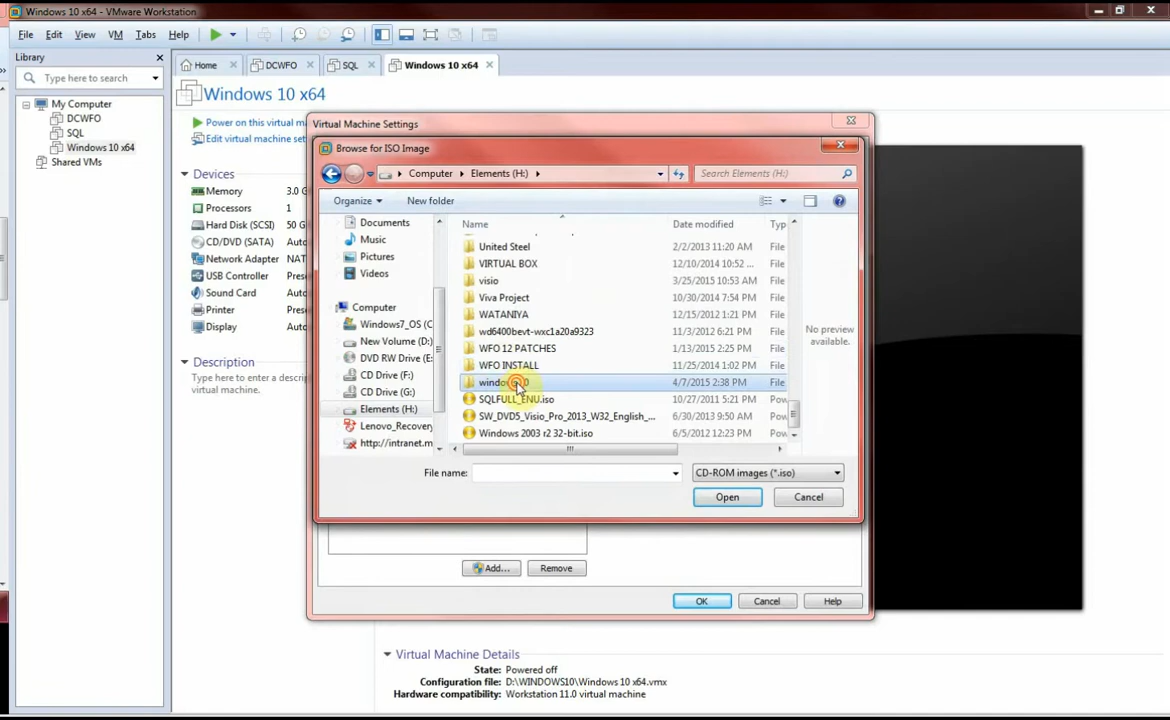 Windows 10 x64 - VMware Workstation
File Edit View VM Tabs Help
Library
Type here to search
My Computer
DCWFO
SQL
Windows 10 x64
Shared VMs
Home DCWFO SQL Windows 10 x64
Windows 10 x64
Power on this virtual m
Edit virtual machine set
Devices
Memory 3.0 G
Processors 1
Hard Disk (SCSI) 50 G
CD/DVD (SATA) Auto
Network Adapter NAT
USB Controller Pres
Sound Card Auto
Printer Pres
Display Auto
Description
Type here to enter a descri
Virtual Machine Settings
Browse for ISO Image
Computer Elements (H:)
Search Elements (H:)
Organize New folder
Documents
Music
Pictures
Videos
Computer
Windows7_OS (C
New Volume (D:)
DVD RW Drive (E:
CD Drive (F:)
CD Drive (G:)
Elements (H:)
Lenovo_Recovery
http://intranet.m
Name Date modified Typ
United Steel 2/2/2013 11:20 AM File
VIRTUAL BOX 12/10/2014 10:52 ... File
visio 3/25/2015 10:53 AM File
Viva Project 10/30/2014 7:54 PM File
WATANIYA 12/15/2012 1:21 PM File
wd6400bevt-wxc1a20a9323 11/3/2012 6:21 PM File
WFO 12 PATCHES 1/13/2015 2:25 PM File
WFO INSTALL 11/25/2014 1:02 PM File
4/7/2015 2:38 PM File
SQLFULL_ENU.iso 10/27/2011 5:21 PM Pow
SW_DVD5_Visio_Pro_2013_W32_English_... 6/30/2013 9:50 AM Pow
Windows 2003 r2 32-bit.iso 6/5/2012 12:23 PM Pow
No preview
available.
File name: CD-ROM images (*.iso)
Open Cancel
Add... Remove
OK Cancel Help
Virtual Machine Details
State: Powered off
Configuration file: D:\WINDOWS10\Windows 10 x64.vmx
Hardware compatibility: Workstation 11.0 virtual machine